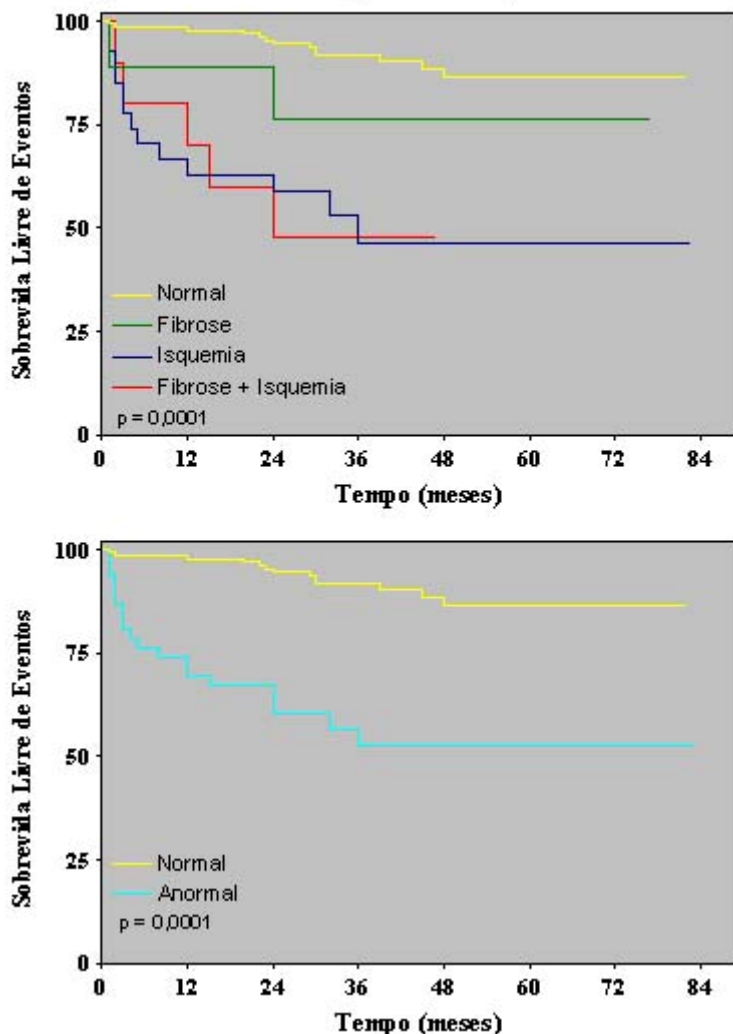 Sobrevida Livre de Eventos
100
75
50
25
0
Normal
Fibrose
Isquemia
Fibrose + Isquemia
p = 0,0001
0 12 24 36 48 60 72 84
Tempo (meses)
Sobrevida Livre de Eventos
100
75
50
25
0
Normal
Anormal
p = 0,0001
0 12 24 36 48 60 72 84
Tempo (meses)